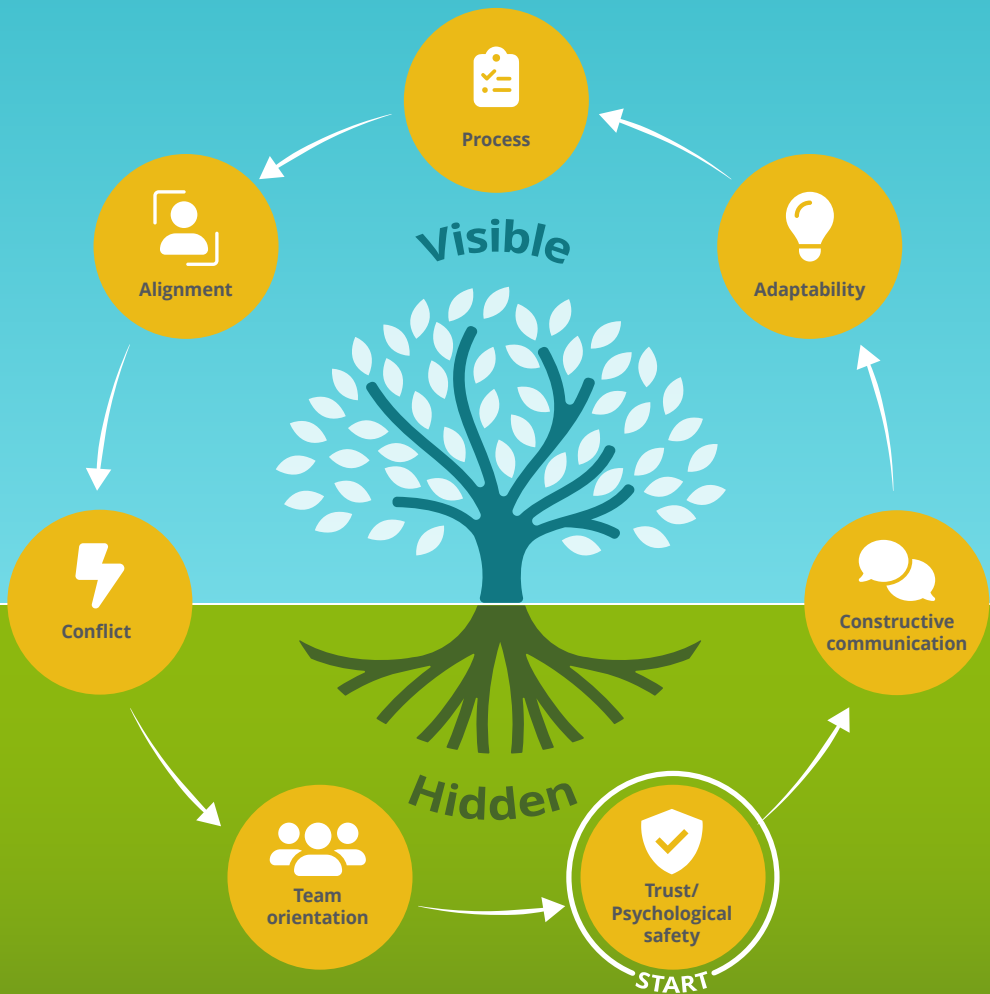 Process
Visible
Alignment
Adaptability
Conflict
Constructive
communication
Hidden
Team
orientation
Trust/
Psychological
safety
START